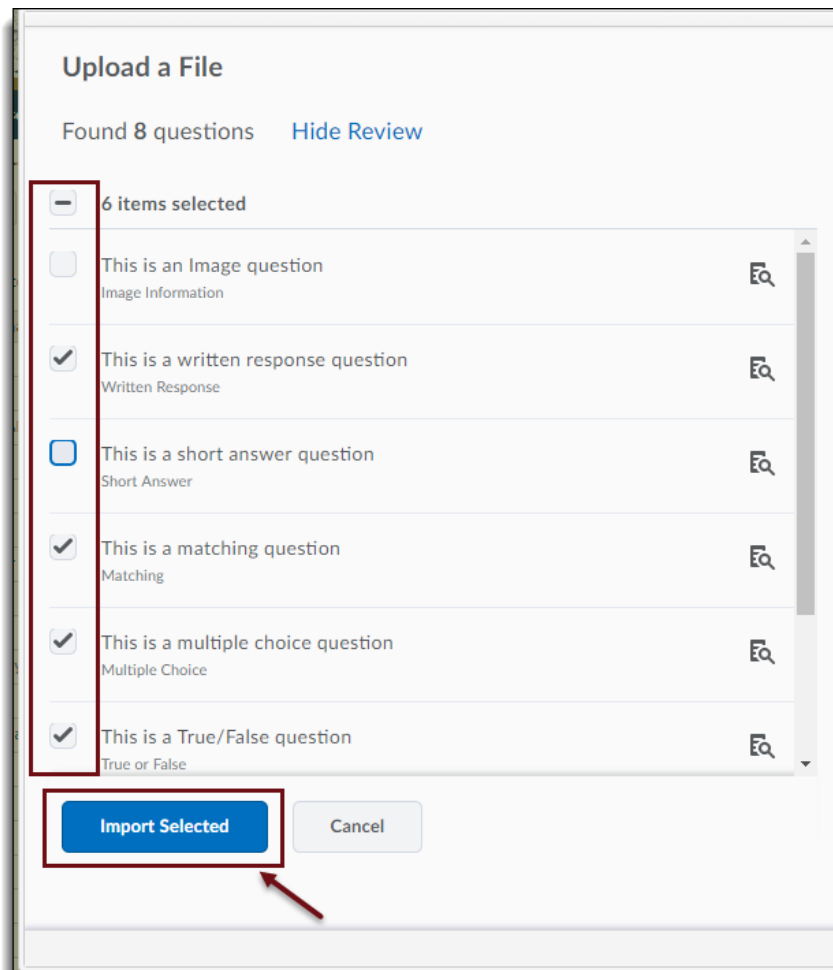 Upload a File
Found 8 questions Hide Review
6 items selected
This is an Image question
Image Information
This is a written response question
Written Response
This is a short answer question
Short Answer
This is a matching question
Matching
This is a multiple choice question
Multiple Choice
This is a True/False question
True or False
Import Selected Cancel